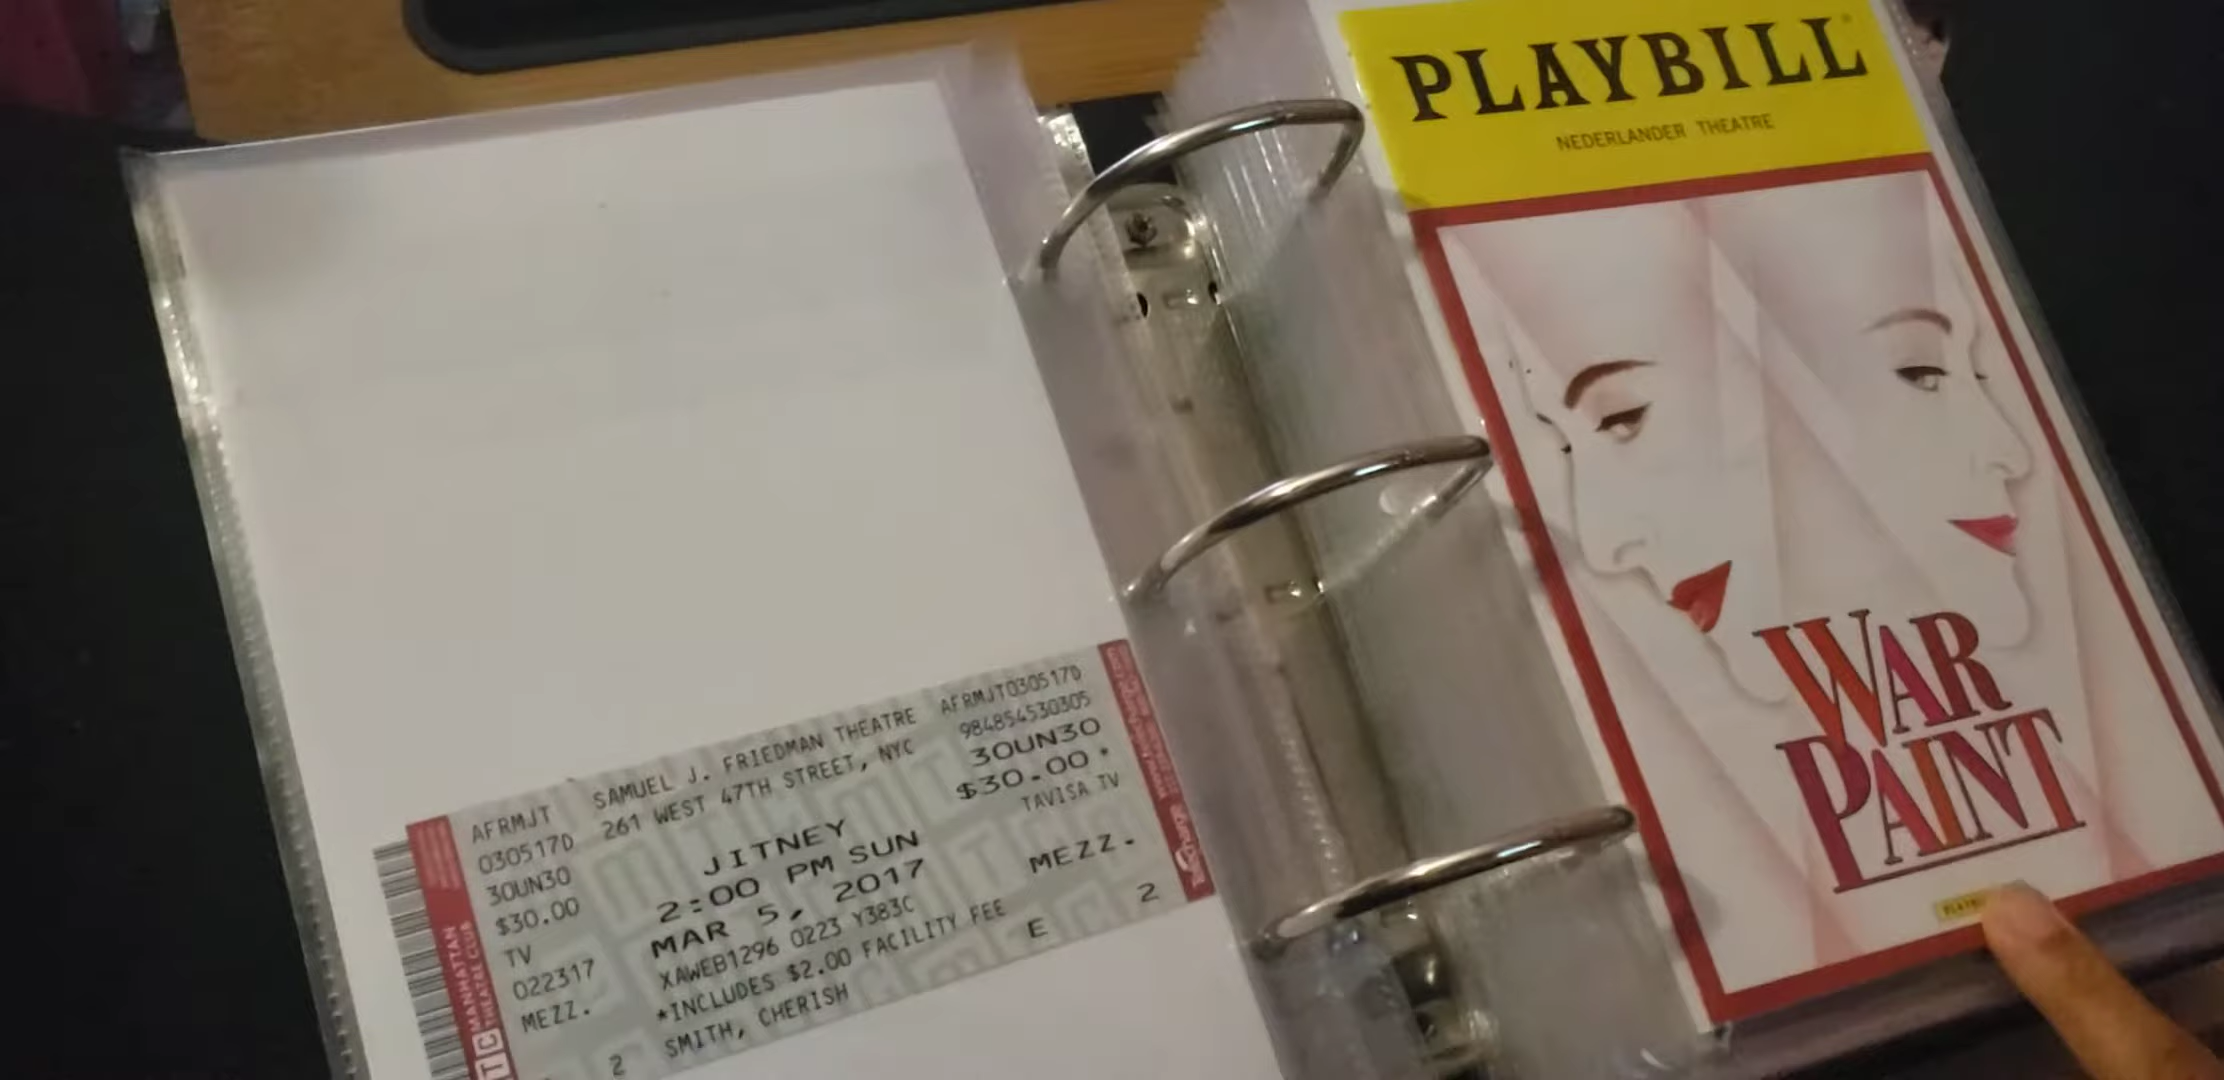 AFRMJT
030517D
30UN30
$30.00
TV
022317
MEZZ.
2
SAMUEL J. FRIEDMAN THEATRE
261 WEST 47TH STREET, NYC
JITNEY
2:00 PM SUN
MAR 5, 2017
XAWEB1296 0223 Y383C
*INCLUDES $2.00 FACILITY FEE
SMITH, CHERISH
AFRMJT030517D
984854530305
30UN30
$30.00 *
TAVISA TV
MEZZ.
E 2
MANHATTAN
THEATRE CLUB
PLAYBILL
NEDERLANDER THEATRE
WAR
PAINT